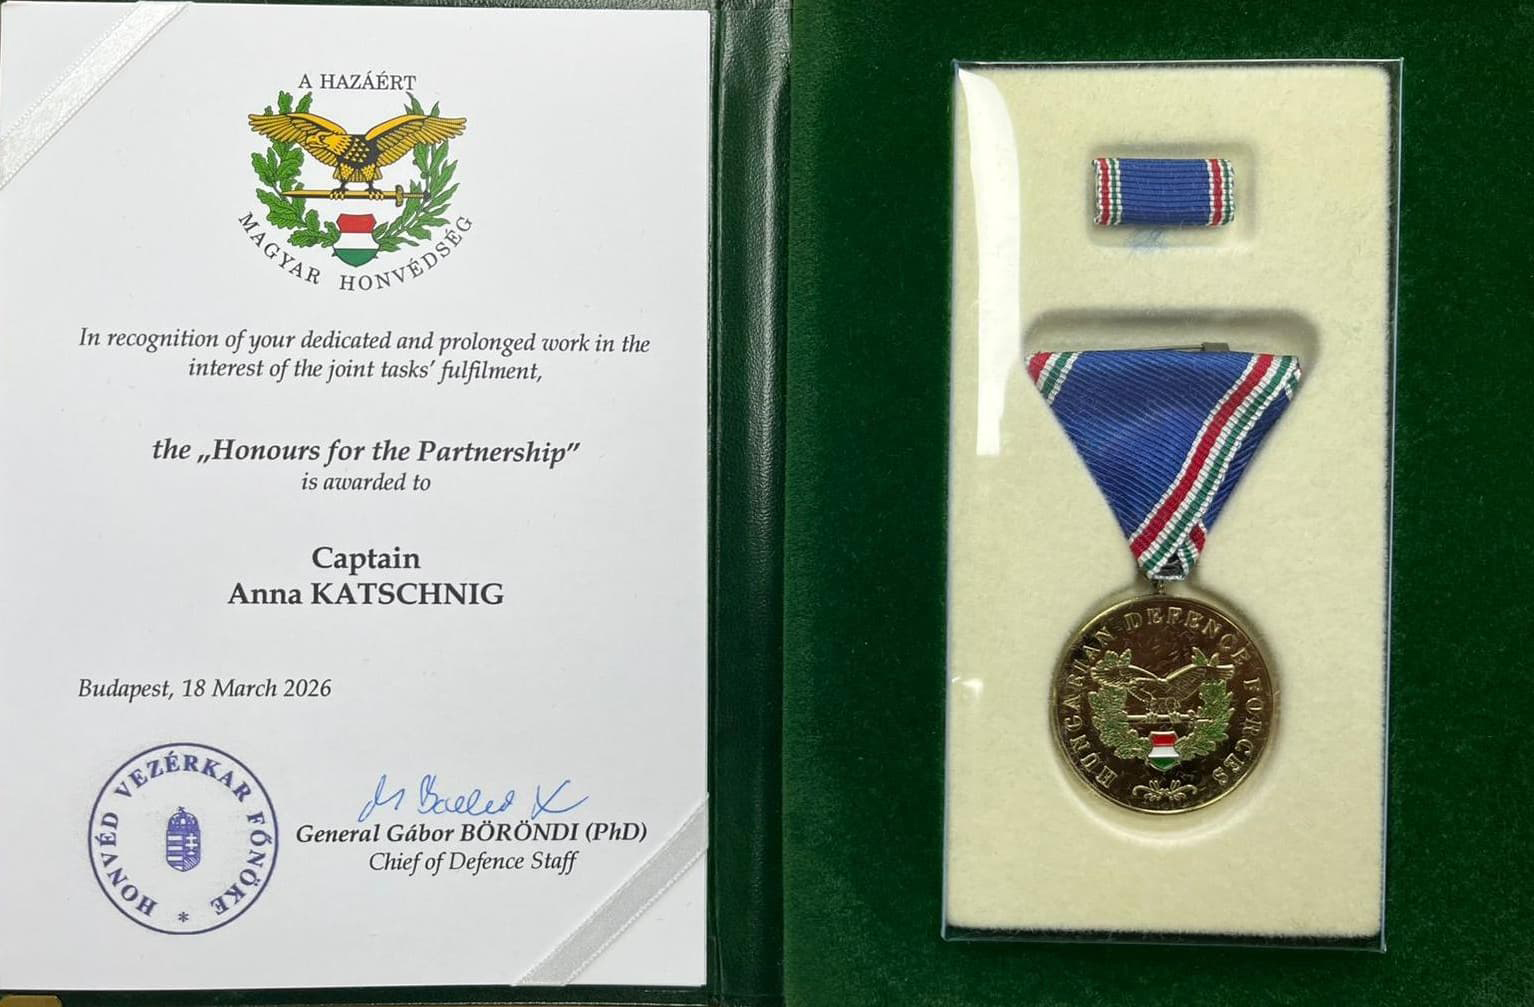 A HAZÁÉRT
MAGYAR HONVÉDSÉG
In recognition of your dedicated and prolonged work in the
interest of the joint tasks' fulfilment,
the „Honours for the Partnership”
is awarded to
Captain
Anna KATSCHNIG
Budapest, 18 March 2026
HONVÉD VEZÉRKAR FŐNÖKE *
General Gábor BÖRÖNDI (PhD)
Chief of Defence Staff
HUNGARIAN DEFENCE FORCES